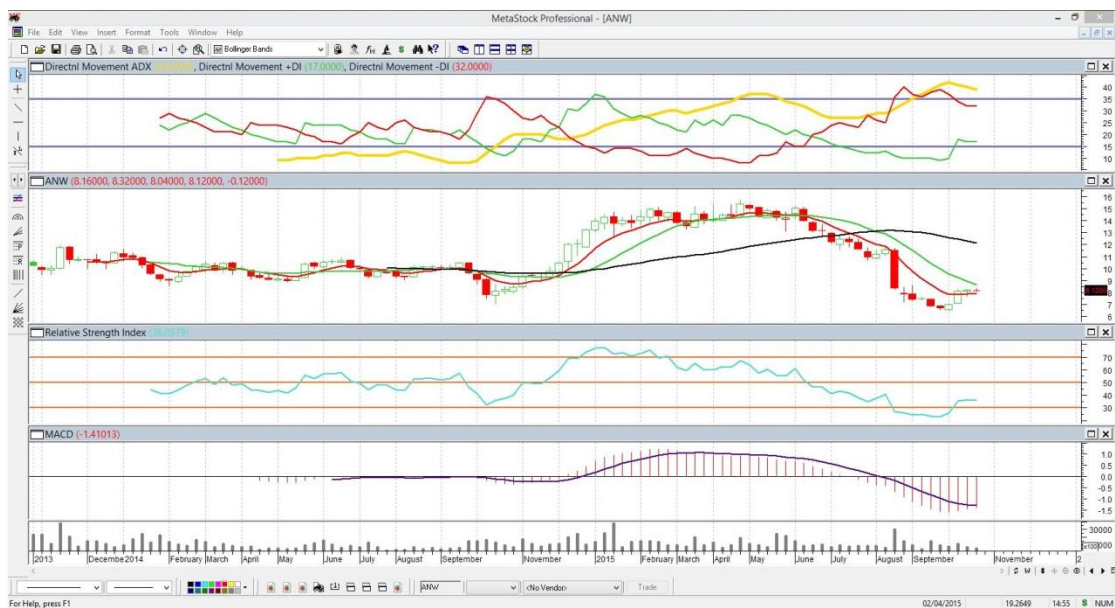 MetaStock Professional - [ANW]
File Edit View Insert Format Tools Window Help
Bollinger Bands
Directnl Movement ADX , Directnl Movement +DI (17.0000), Directnl Movement -DI (32.0000)
40
35
30
25
20
15
10
ANW (8.16000, 8.32000, 8.04000, 8.12000, -0.12000)
16
15
14
13
12
11
10
9
8
7
6
Relative Strength Index (36.0579)
70
50
30
MACD (-1.41013)
1.0
0.5
0.0
-0.5
-1.0
-1.5
30000
20000
2013 Decembe 2014 February March April May June July August September November 2015 February March April May June July August September November 2
ANW <No Vendor> Trade
For Help, press F1 02/04/2015 19.2649 14:55 S NUM